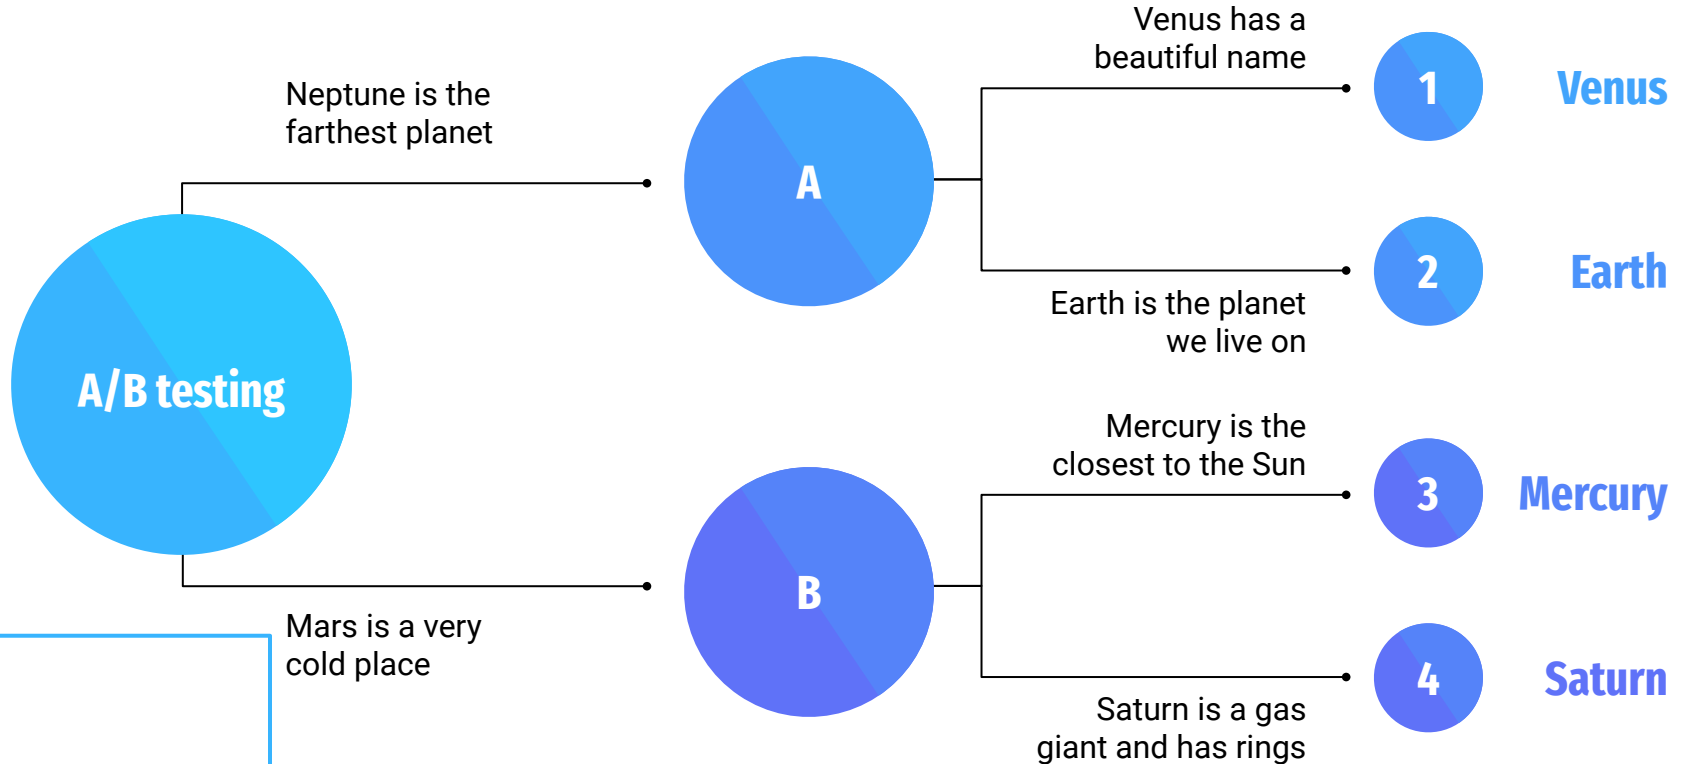 A/B testing
Neptune is the
farthest planet
Mars is a very
cold place
A
Venus has a
beautiful name
1
Venus
Earth is the planet
we live on
2
Earth
B
Mercury is the
closest to the Sun
3
Mercury
Saturn is a gas
giant and has rings
4
Saturn